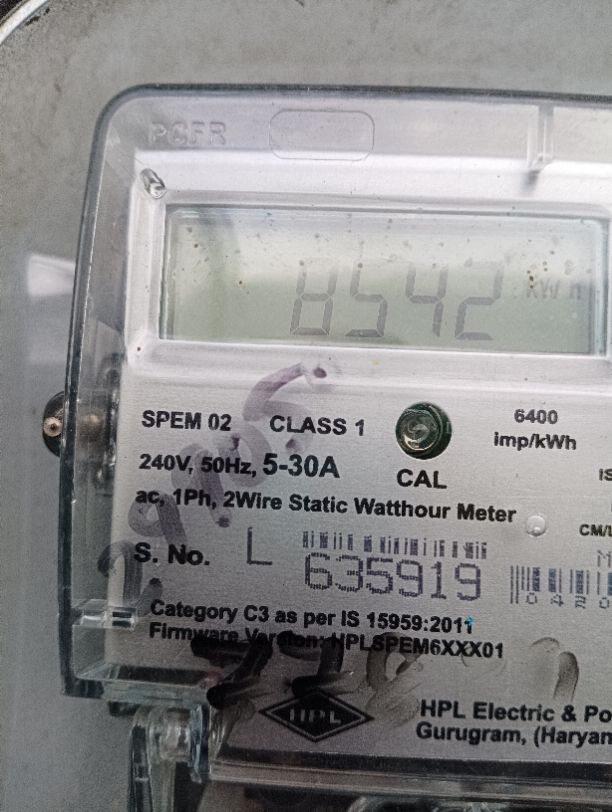 PCFR
8542 kWh
SPEM 02 CLASS 1
6400
imp/kWh
240V, 50Hz, 5-30A
CAL
ac, 1Ph, 2Wire Static Watthour Meter
S. No. L 635919
CM/L
Category C3 as per IS 15959:2011
Firmware Version: HPLSPEM6XXX01
HPL
HPL Electric & Po
Gurugram, (Haryan